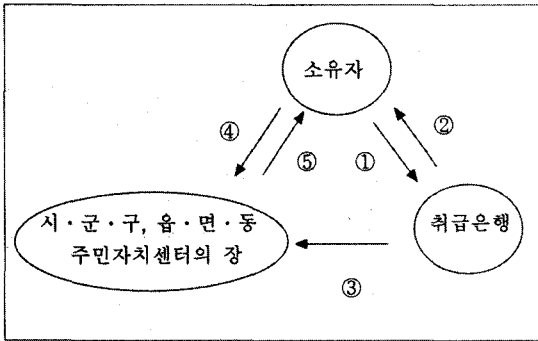 소유자
④
②
⑤
①
시·군·구, 읍·면·동
주민자치센터의 장
취급은행
③